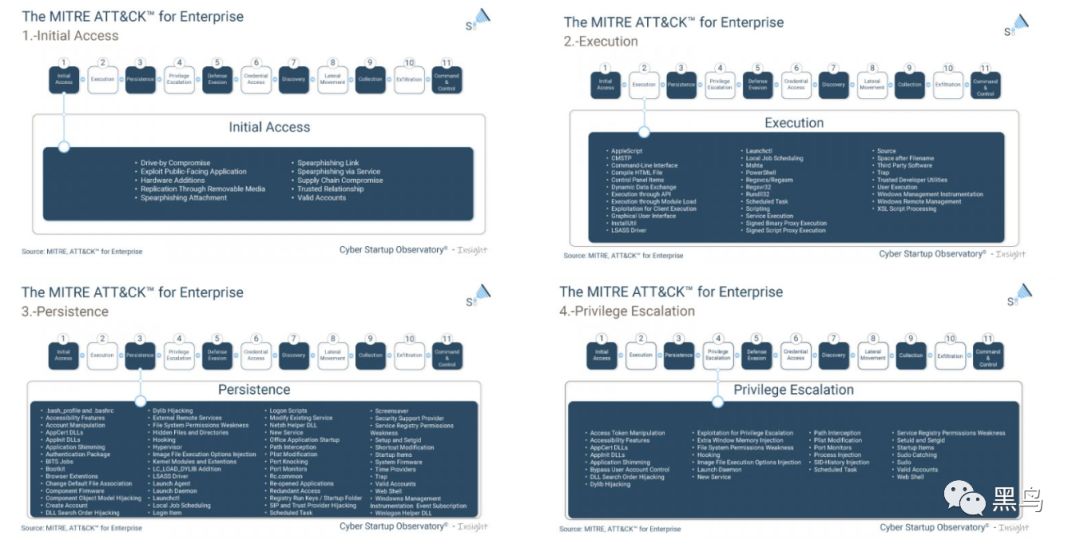 The MITRE ATT&CK™ for Enterprise
1.-Initial Access
1 2 3 4 5 6 7 8 9 10 11
Initial Access
Execution
Persistence
Privilege Escalation
Defense Evasion
Credential Access
Discovery
Lateral Movement
Collection
Exfiltration
Command & Control
Initial Access
• Drive-by Compromise
• Exploit Public-Facing Application
• Hardware Additions
• Replication Through Removable Media
• Spearphishing Attachment
• Spearphishing Link
• Spearphishing via Service
• Supply Chain Compromise
• Trusted Relationship
• Valid Accounts
Source: MITRE, ATT&CK™ for Enterprise
Cyber Startup Observatory® - Insight
The MITRE ATT&CK™ for Enterprise
2.-Execution
1 2 3 4 5 6 7 8 9 10 11
Initial Access
Execution
Persistence
Privilege Escalation
Defense Evasion
Credential Access
Discovery
Lateral Movement
Collection
Exfiltration
Command & Control
Execution
• AppleScript
• CMSTP
• Command-Line Interface
• Compile HTML File
• Control Panel Items
• Dynamic Data Exchange
• Execution through API
• Execution through Module Load
• Exploitation for Client Execution
• Graphical User Interface
• InstallUtil
• LSASS Driver
• Launchctl
• Local Job Scheduling
• Mshta
• PowerShell
• Regsvcs/Regasm
• Regsvr32
• Rundll32
• Scheduled Task
• Scripting
• Service Execution
• Signed Binary Proxy Execution
• Signed Script Proxy Execution
• Source
• Space after Filename
• Third Party Software
• Trap
• Trusted Developer Utilities
• User Execution
• Windows Management Instrumentation
• Windows Remote Management
• XSL Script Processing
Source: MITRE, ATT&CK™ for Enterprise
Cyber Startup Observatory® - Insight
The MITRE ATT&CK™ for Enterprise
3.-Persistence
1 2 3 4 5 6 7 8 9 10 11
Initial Access
Execution
Persistence
Privilege Escalation
Defense Evasion
Credential Access
Discovery
Lateral Movement
Collection
Exfiltration
Command & Control
Persistence
• .bash_profile and .bashrc
• Accessibility Features
• Account Manipulation
• AppCert DLLs
• AppInit DLLs
• Application Shimming
• Authentication Package
• BITS Jobs
• Bootkit
• Browser Extentions
• Change Default File Association
• Component Firmware
• Component Object Model Hijacking
• Create Account
• DLL Search Order Hijacking
• Dylib Hijacking
• External Remote Services
• File System Permissions Weakness
• Hidden Files and Directories
• Hooking
• Hypervisor
• Image File Execution Options Injection
• Kernel Modules and Extentions
• LC_LOAD_DYLIB Addition
• LSASS Driver
• Launch Agent
• Launch Daemon
• Launchctl
• Local Job Scheduling
• Login Item
• Logon Scripts
• Modify Existing Service
• Netsh Helper DLL
• New Service
• Office Application Startup
• Path Interception
• Plist Modification
• Port Knocking
• Port Monitors
• Rc.common
• Re-opened Applications
• Redundant Access
• Registry Run Keys / Startup Folder
• SIP and Trust Provider Hijacking
• Scheduled Task
• Screensaver
• Security Support Provider
• Service Registry Permissions
Weakness
• Setup and Setgid
• Shortcut Modification
• Startup Items
• System Firmware
• Time Providers
• Trap
• Valid Accounts
• Web Shell
• Windowns Management
Instrumentation Event Subscription
• Winlogon Helper DLL
Source: MITRE, ATT&CK™ for Enterprise
Cyber Startup Observatory® - Insight
The MITRE ATT&CK™ for Enterprise
4.-Privilege Escalation
1 2 3 4 5 6 7 8 9 10 11
Initial Access
Execution
Persistence
Privilege Escalation
Defense Evasion
Credential Access
Discovery
Lateral Movement
Collection
Exfiltration
Command & Control
Privilege Escalation
• Access Token Manipulation
• Accessibility Features
• AppCert DLLs
• AppInit DLLs
• Application Shimming
• Bypass User Account Control
• DLL Search Order Hijacking
• Dylib Hijacking
• Exploitation for Privilege Escalation
• Extra Window Memory Injection
• File System Permissions Weakness
• Hooking
• Image File Execution Options Injection
• Launch Daemon
• New Service
• Path Interception
• Plist Modification
• Port Monitors
• Process Injection
• SID-History Injection
• Scheduled Task
• Service Registry Permissions Weakness
• Setuid and Setgid
• Startup Items
• Sudo Catching
• Sudo
• Valid Accounts
• Web Shell
黑鸟
Source: MITRE, ATT&CK™ for Enterprise
Cyber Startup Observatory® - Insight